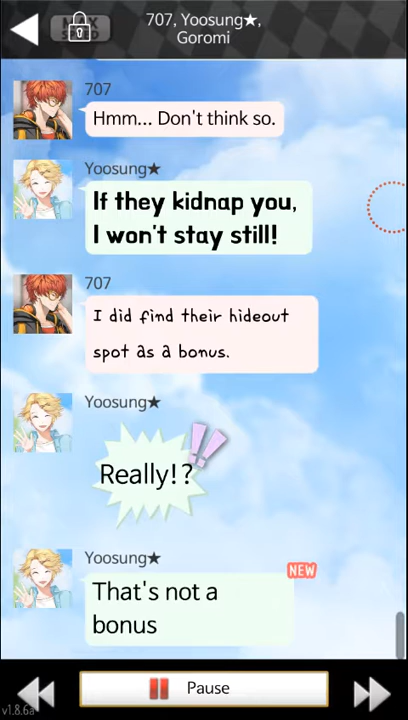 707, Yoosung★,
Goromi
707
Hmm... Don't think so.
Yoosung★
If they kidnap you,
I won't stay still!
707
I did find their hideout
spot as a bonus.
Yoosung★
Really!?
Yoosung★
NEW
That's not a
bonus
Pause
v1.8.6a